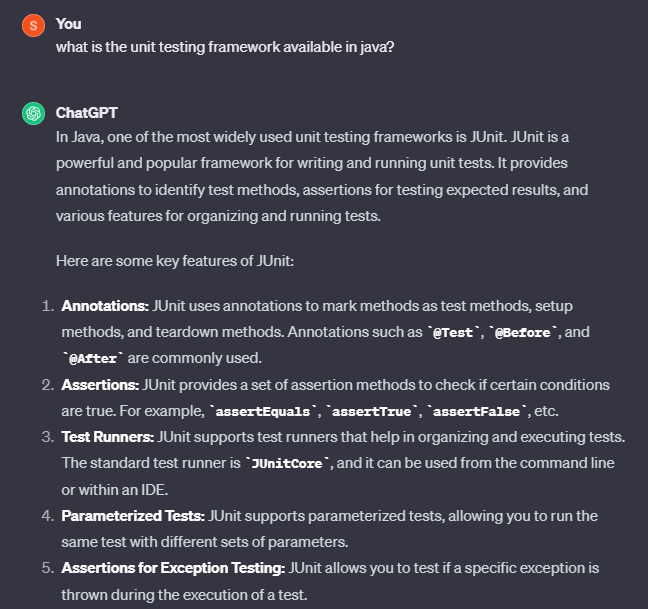 S
You
what is the unit testing framework available in java?
ChatGPT
In Java, one of the most widely used unit testing frameworks is JUnit. JUnit is a
powerful and popular framework for writing and running unit tests. It provides
annotations to identify test methods, assertions for testing expected results, and
various features for organizing and running tests.
Here are some key features of JUnit:
1. Annotations: JUnit uses annotations to mark methods as test methods, setup
methods, and teardown methods. Annotations such as `@Test`, `@Before`, and
`@After` are commonly used.
2. Assertions: JUnit provides a set of assertion methods to check if certain conditions
are true. For example, `assertEquals`, `assertTrue`, `assertFalse`, etc.
3. Test Runners: JUnit supports test runners that help in organizing and executing tests.
The standard test runner is `JUnitCore`, and it can be used from the command line
or within an IDE.
4. Parameterized Tests: JUnit supports parameterized tests, allowing you to run the
same test with different sets of parameters.
5. Assertions for Exception Testing: JUnit allows you to test if a specific exception is
thrown during the execution of a test.